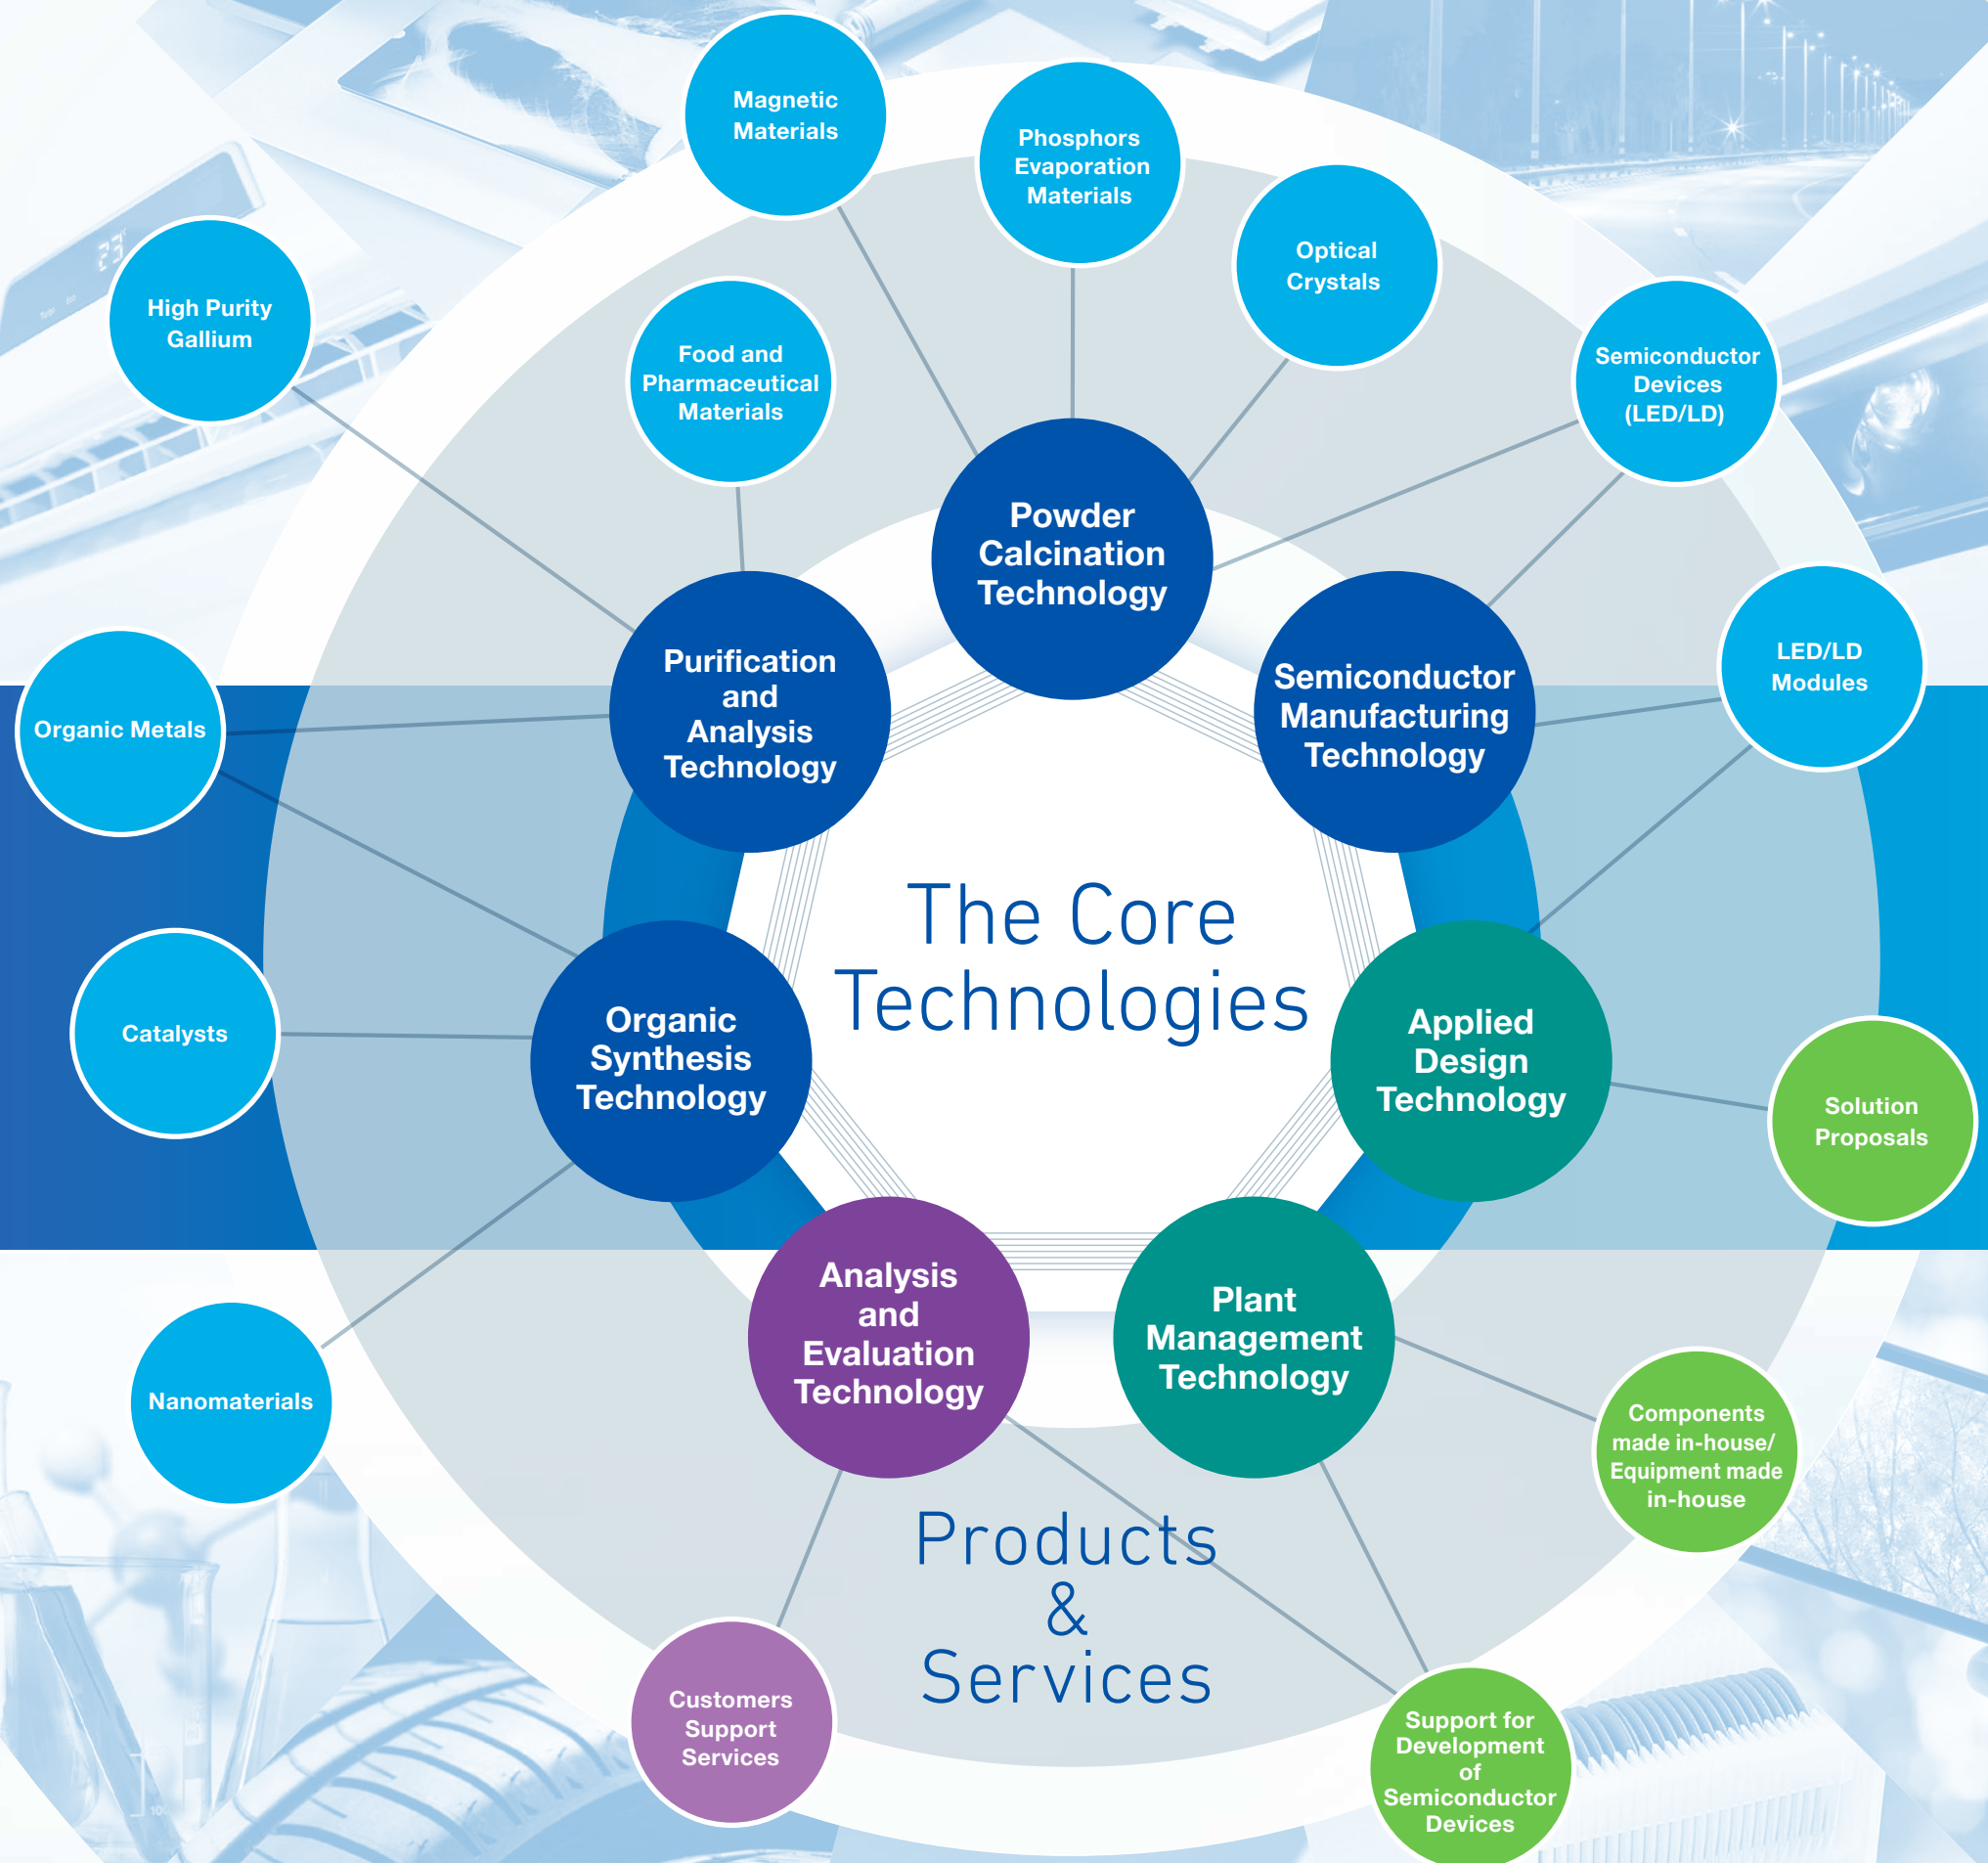 Magnetic
Materials
Phosphors
Evaporation
Materials
Optical
Crystals
High Purity
Gallium
Food and
Pharmaceutical
Materials
Semiconductor
Devices
(LED/LD)
Powder
Calcination
Technology
Purification
and
Analysis
Technology
Semiconductor
Manufacturing
Technology
LED/LD
Modules
Organic Metals
The Core
Technologies
Catalysts
Organic
Synthesis
Technology
Applied
Design
Technology
Solution
Proposals
Analysis
and
Evaluation
Technology
Plant
Management
Technology
Nanomaterials
Components
made in-house/
Equipment made
in-house
Products
&
Services
Customers
Support
Services
Support for
Development
of
Semiconductor
Devices
23